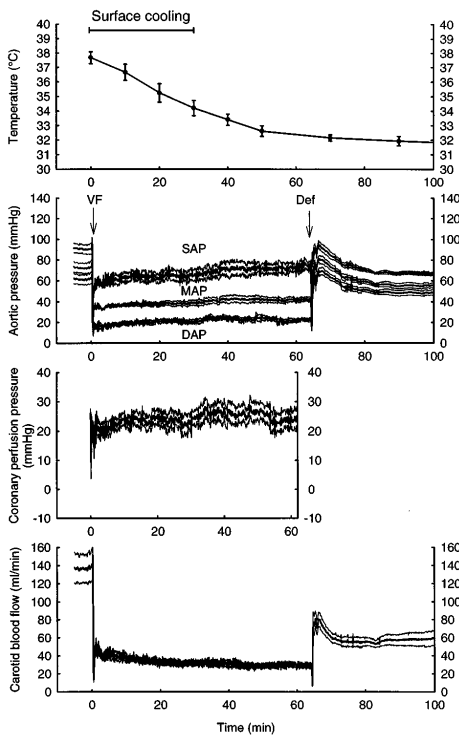 Surface cooling
Temperature (°C)
40 40
39 39
38 38
37 37
36 36
35 35
34 34
33 33
32 32
31 31
30 30
0 20 40 60 80 100
Aortic pressure (mmHg)
VF Def
140 140
120 120
100 100
80 80
60 60
40 40
20 20
0 0
SAP
MAP
DAP
0 20 40 60 80 100
Coronary perfusion pressure
(mmHg)
40 40
30 30
20 20
10 10
0 0
-10 -10
0 20 40 60
Carotid blood flow (ml/min)
160 160
140 140
120 120
100 100
80 80
60 60
40 40
20 20
0 0
0 20 40 60 80 100
Time (min)